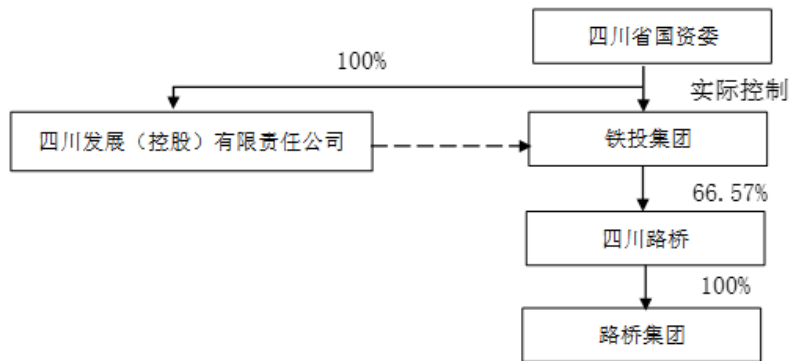 四川省国资委
100%
实际控制
四川发展（控股）有限责任公司
铁投集团
66.57%
四川路桥
100%
路桥集团